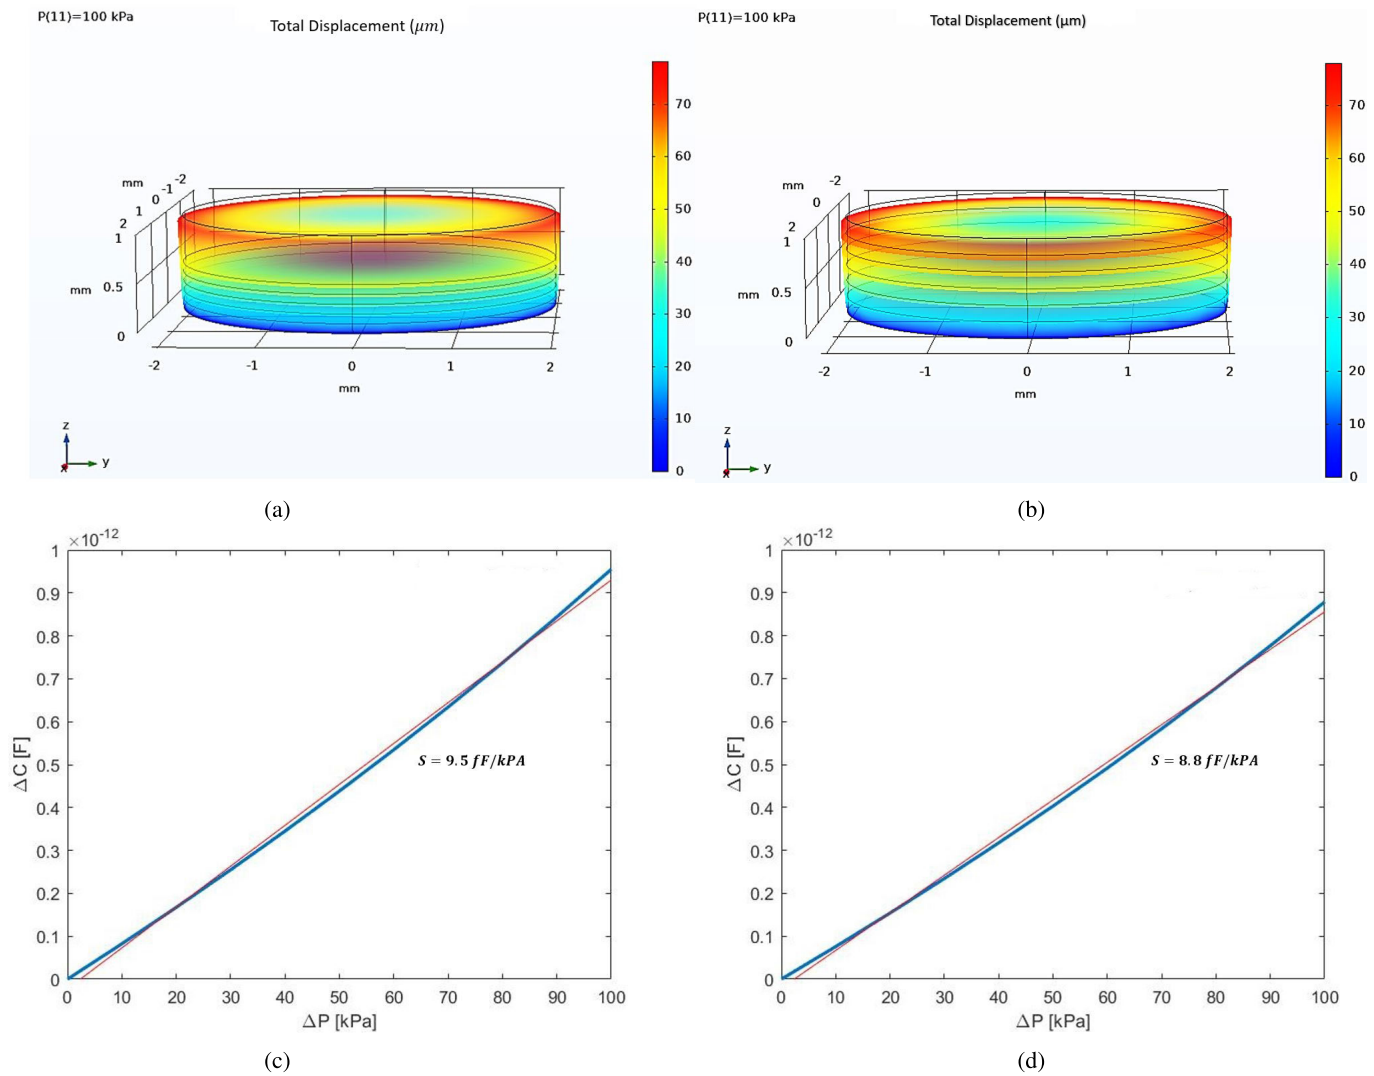 P(11)=100 kPa
Total Displacement (μm)
70
60
50
40
30
20
10
0
mm
-2
-1
0
1
2
1
mm
0.5
0
-2
-1
0
1
2
mm
z
y
x
(a)
P(11)=100 kPa
Total Displacement (μm)
70
60
50
40
30
20
10
0
mm
-2
0
2
1
mm
0.5
0
-2
-1
0
1
2
mm
z
y
x
(b)
×10-12
1
0.9
0.8
0.7
0.6
0.5
0.4
0.3
0.2
0.1
0
ΔC [F]
S = 9.5 fF/kPA
0 10 20 30 40 50 60 70 80 90 100
ΔP [kPa]
(c)
×10-12
1
0.9
0.8
0.7
0.6
0.5
0.4
0.3
0.2
0.1
0
ΔC [F]
S = 8.8 fF/kPA
0 10 20 30 40 50 60 70 80 90 100
ΔP [kPa]
(d)